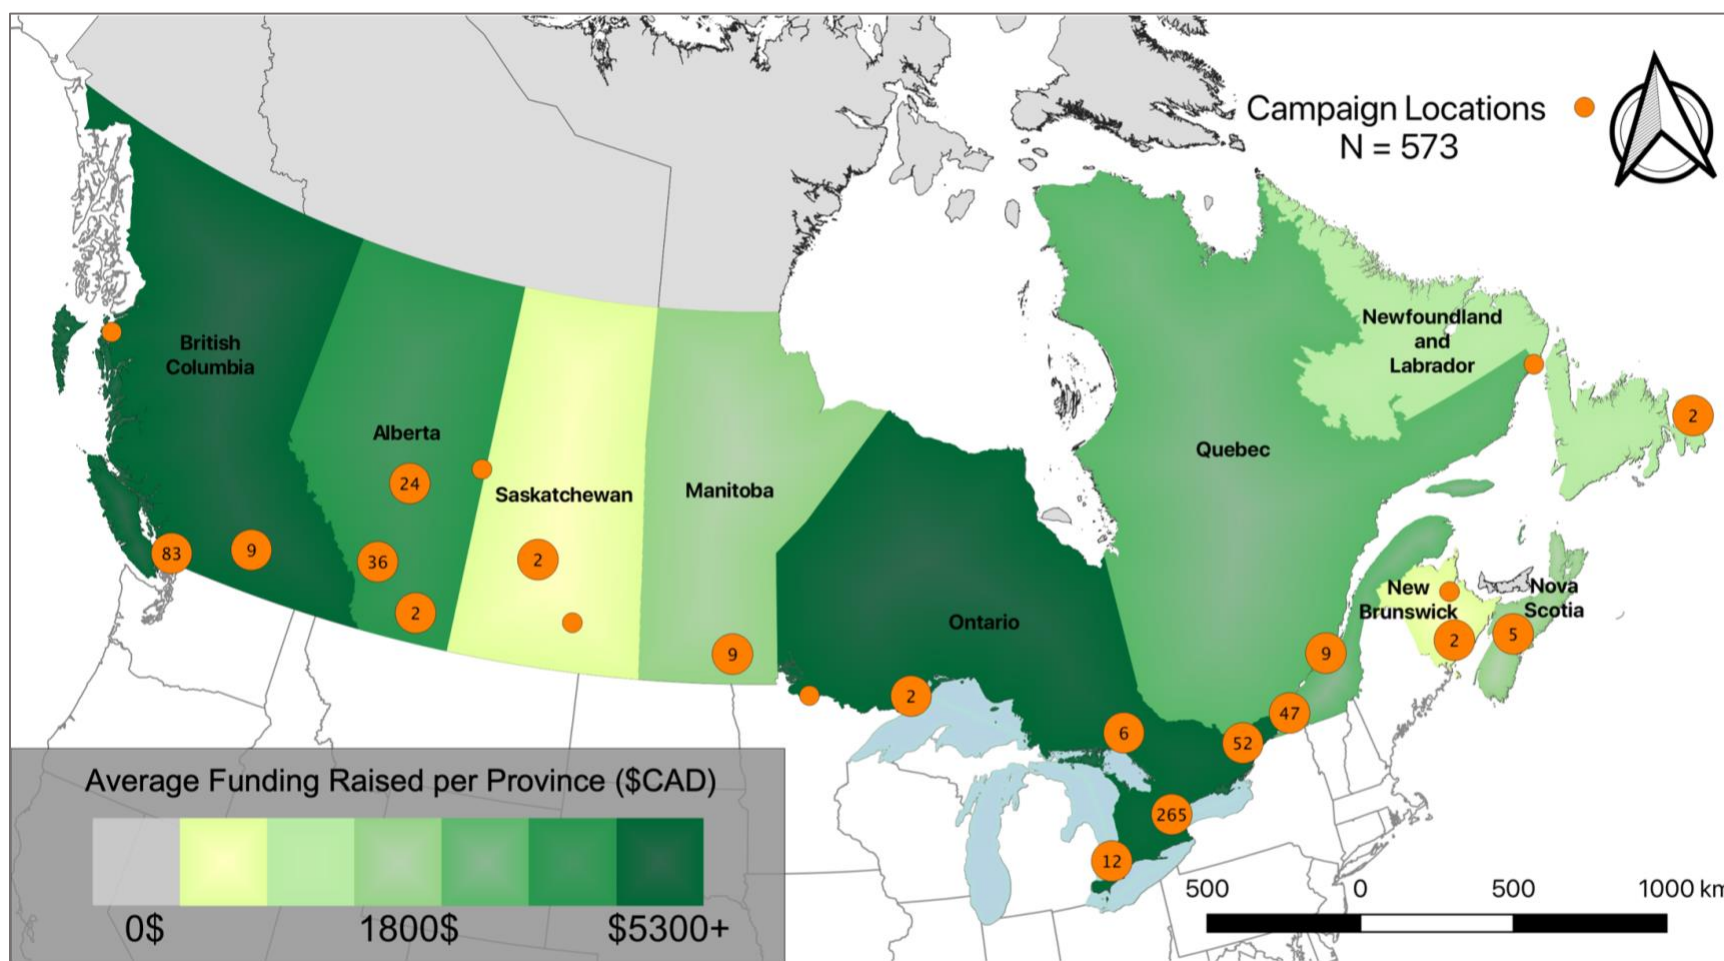 Campaign Locations
N = 573
Newfoundland
and
Labrador
British
Columbia
2
Alberta
Quebec
24
Saskatchewan
Manitoba
83
9
36
2
New
Brunswick
Nova
Scotia
2
Ontario
5
2
9
9
2
6
47
52
265
12
Average Funding Raised per Province ($CAD)
0$
1800$
$5300+
500
0
500
1000 km